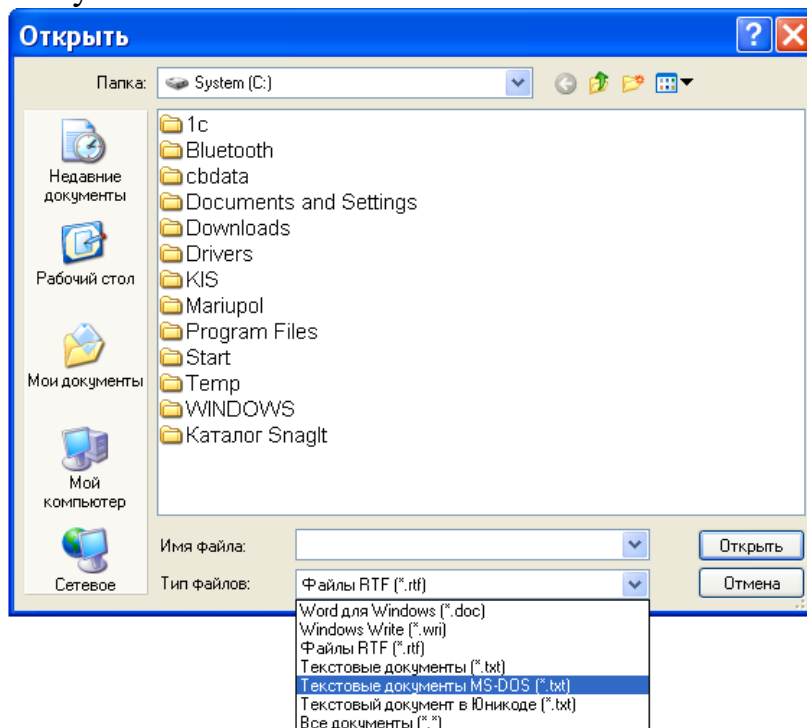 Открыть
Папка: System (C:)
Недавние документы
Рабочий стол
Мои документы
Мой компьютер
Сетевое
1c
Bluetooth
cbdata
Documents and Settings
Downloads
Drivers
KIS
Mariupol
Program Files
Start
Temp
WINDOWS
Каталог SnagIt
Имя файла:
Открыть
Тип файлов: Файлы RTF (*.rtf)
Отмена
Word для Windows (*.doc)
Windows Write (*.wri)
Файлы RTF (*.rtf)
Текстовые документы (*.txt)
Текстовые документы MS-DOS (*.txt)
Текстовый документ в Юникоде (*.txt)
Все документы (*.*)